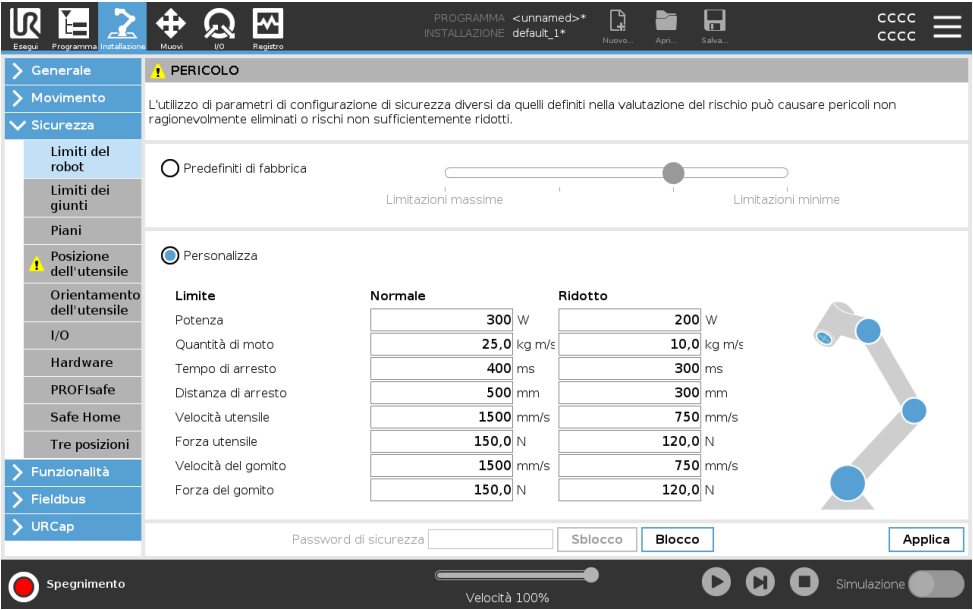 UR
Esegui Programma Installazione Muovi I/O Registro
PROGRAMMA <unnamed>*
INSTALLAZIONE default_1*
Nuovo... Apri... Salva...
cccc
cccc
Generale
Movimento
Sicurezza
Limiti del
robot
Limiti dei
giunti
Piani
Posizione
dell'utensile
Orientamento
dell'utensile
I/O
Hardware
PROFIsafe
Safe Home
Tre posizioni
Funzionalità
Fieldbus
URCap
PERICOLO
L'utilizzo di parametri di configurazione di sicurezza diversi da quelli definiti nella valutazione del rischio può causare pericoli non
ragionevolmente eliminati o rischi non sufficientemente ridotti.
Predefiniti di fabbrica
Limitazioni massime Limitazioni minime
Personalizza
Limite Normale Ridotto
Potenza 300 W 200 W
Quantità di moto 25,0 kg m/s 10,0 kg m/s
Tempo di arresto 400 ms 300 ms
Distanza di arresto 500 mm 300 mm
Velocità utensile 1500 mm/s 750 mm/s
Forza utensile 150,0 N 120,0 N
Velocità del gomito 1500 mm/s 750 mm/s
Forza del gomito 150,0 N 120,0 N
Password di sicurezza Sblocco Blocco Applica
Spegnimento
Velocità 100%
Simulazione